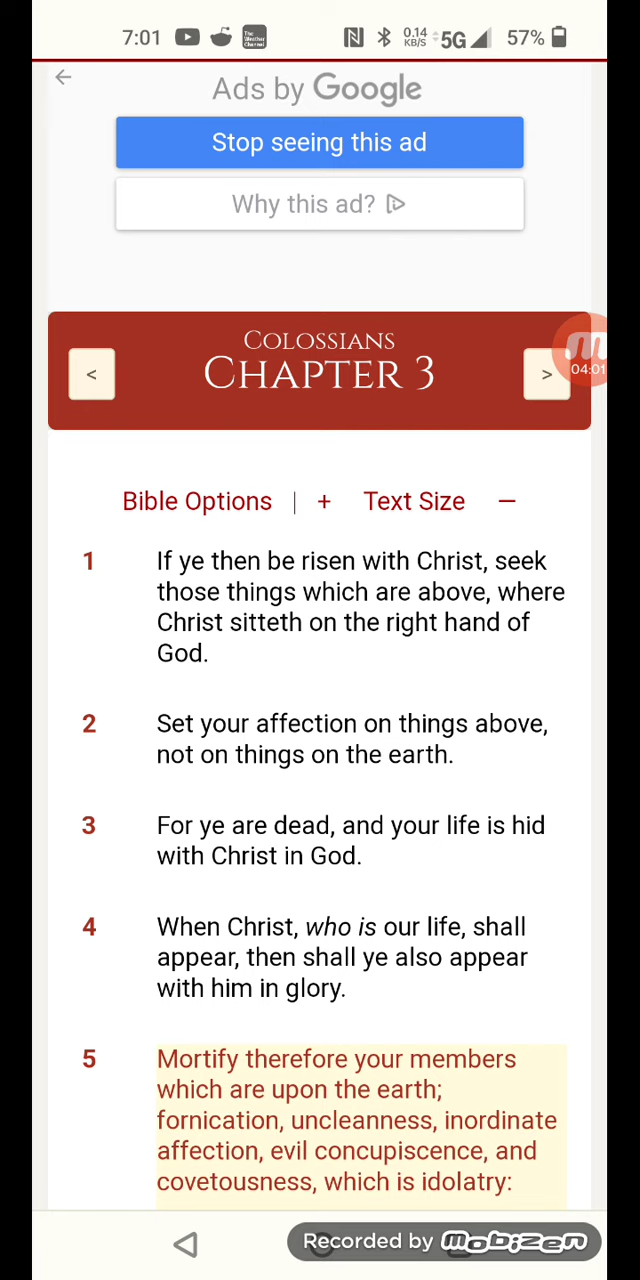 7:01 The Weather Channel 0.14 KB/S 5G 57%
Ads by Google
Stop seeing this ad
Why this ad?
Colossians
Chapter 3
< >
04:01
Bible Options | + Text Size −
1 If ye then be risen with Christ, seek
those things which are above, where
Christ sitteth on the right hand of
God.
2 Set your affection on things above,
not on things on the earth.
3 For ye are dead, and your life is hid
with Christ in God.
4 When Christ, who is our life, shall
appear, then shall ye also appear
with him in glory.
5 Mortify therefore your members
which are upon the earth;
fornication, uncleanness, inordinate
affection, evil concupiscence, and
covetousness, which is idolatry:
Recorded by Mobizen